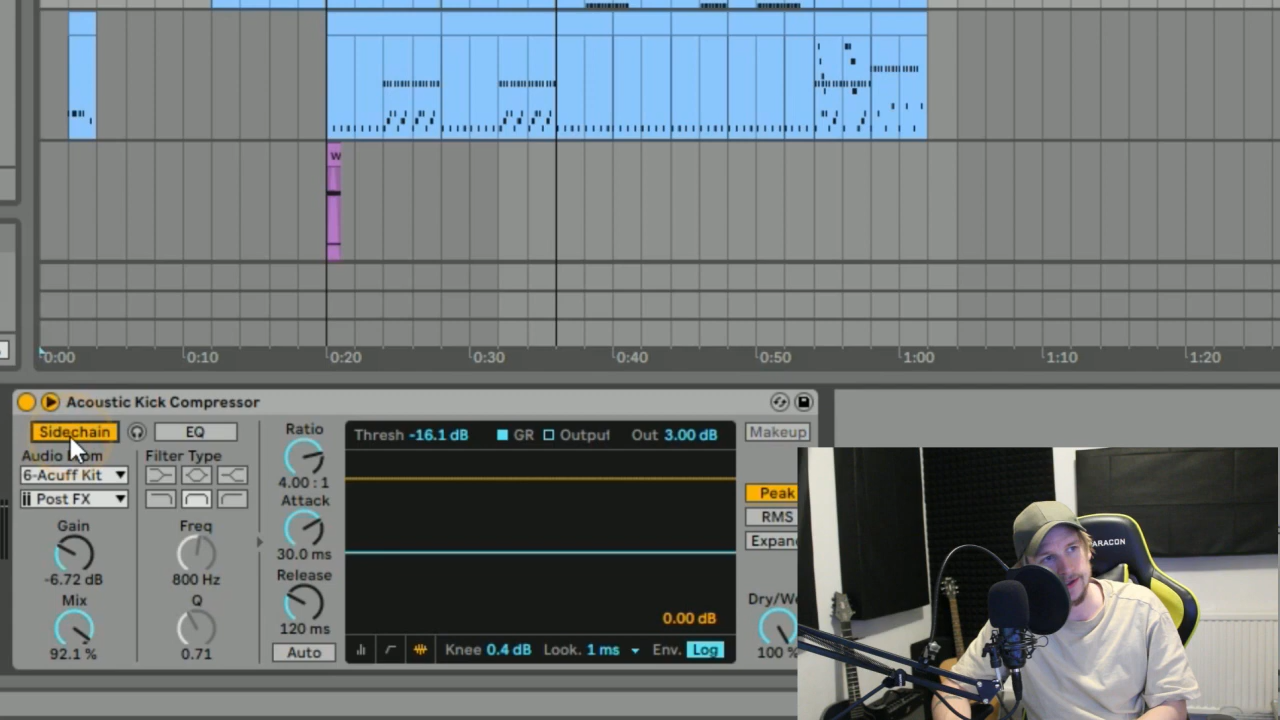 w
0:00 0:10 0:20 0:30 0:40 0:50 1:00 1:10 1:20
Acoustic Kick Compressor
Sidechain EQ
6-Acuff Kit
Filter Type
Post FX
Gain
-6.72 dB
Freq
800 Hz
Mix
92.1 %
Q
0.71
Ratio
4.00 : 1
Attack
30.0 ms
Release
120 ms
Auto
Thresh -16.1 dB GR Output Out 3.00 dB
0.00 dB
Knee 0.4 dB Look. 1 ms Env. Log
Makeup
Peak
RMS
Expan
Dry/We
100 %
ARACON